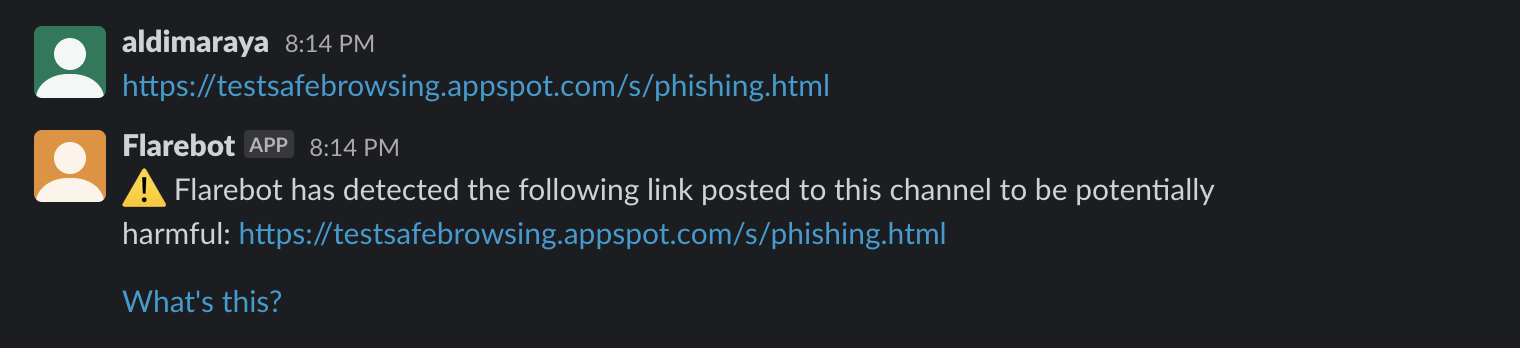 aldimaraya 8:14 PM
https://testsafebrowsing.appspot.com/s/phishing.html
Flarebot APP 8:14 PM
⚠️ Flarebot has detected the following link posted to this channel to be potentially
harmful: https://testsafebrowsing.appspot.com/s/phishing.html
What's this?